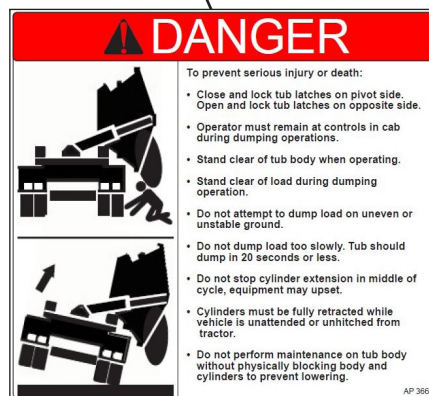 DANGER
To prevent serious injury or death:
• Close and lock tub latches on pivot side.
Open and lock tub latches on opposite side.
• Operator must remain at controls in cab
during dumping operations.
• Stand clear of tub body when operating.
• Stand clear of load during dumping
operation.
• Do not attempt to dump load on uneven or
unstable ground.
• Do not dump load too slowly. Tub should
dump in 20 seconds or less.
• Do not stop cylinder extension in middle of
cycle, equipment may upset.
• Cylinders must be fully retracted while
vehicle is unattended or unhitched from
tractor.
• Do not perform maintenance on tub body
without physically blocking body and
cylinders to prevent lowering.
AP 366